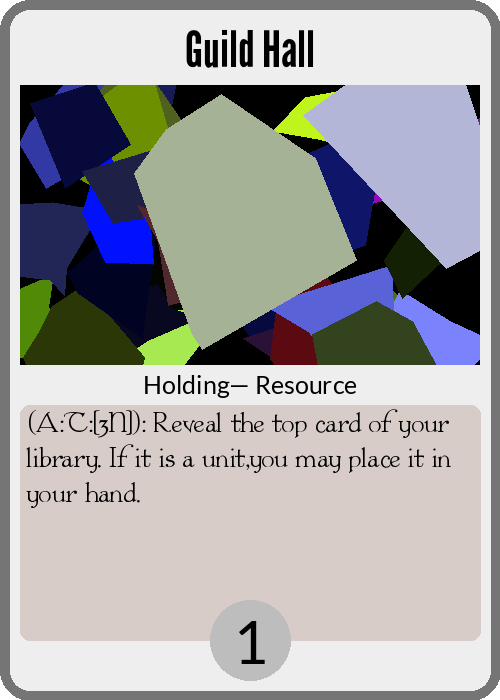 Guild Hall
Holding— Resource
(A:T:[3N]): Reveal the top card of your
library. If it is a unit,you may place it in
your hand.
1